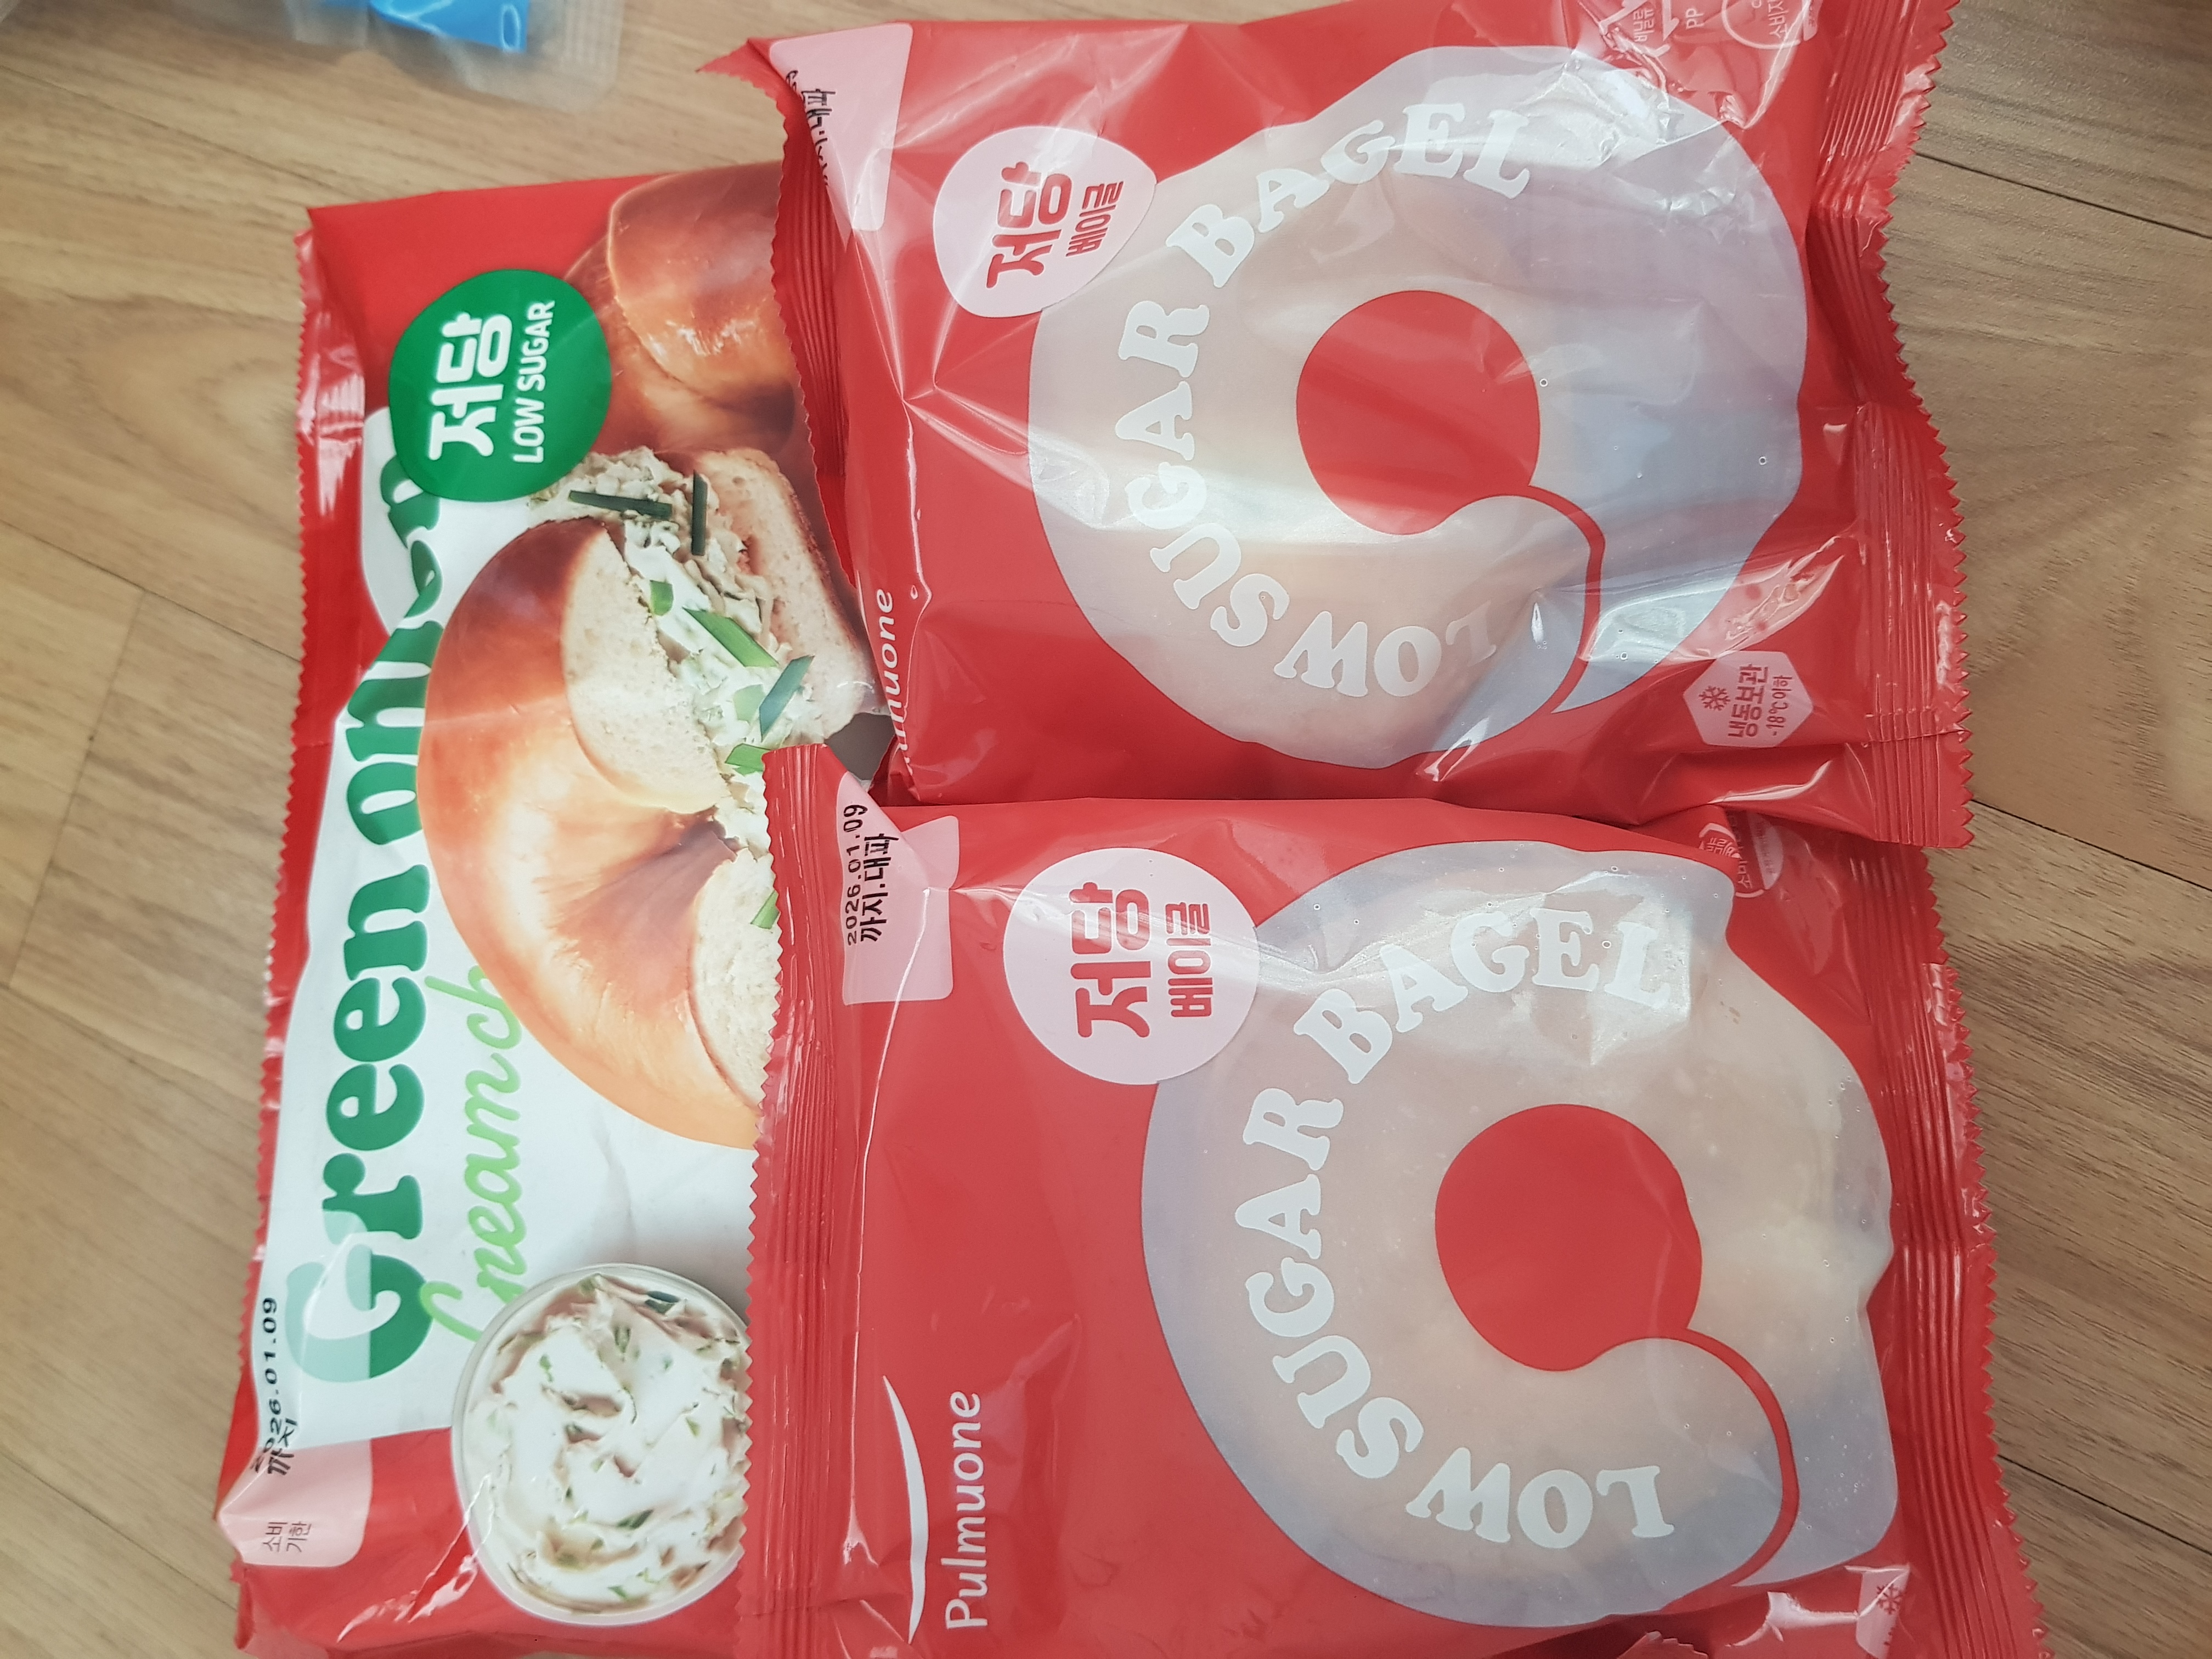 저당
LOW SUGAR
Green onion
Cream ch
2026.01.09
까지
소비
기한
저당
베이글
LOW SUGAR BAGEL
냉동보관
-18℃이하
PP
2026.01.09
까지.대파
저당
베이글
LOW SUGAR BAGEL
Pulmuone